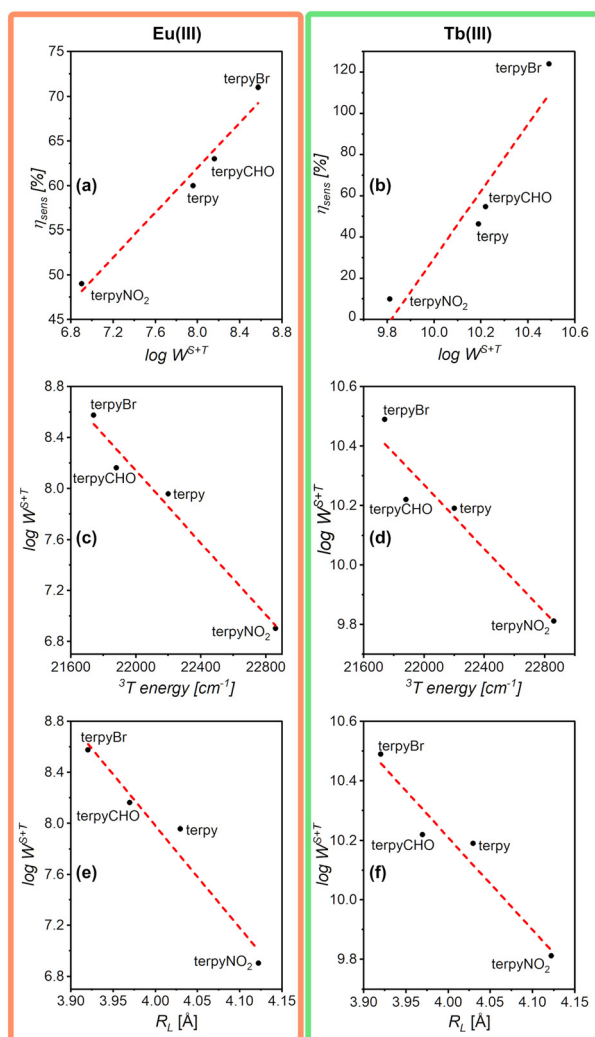 Eu(III)
75
70
65
60
55
50
45
ηsens [%]
(a)
terpyBr
terpyCHO
terpy
terpyNO2
6.8 7.2 7.6 8.0 8.4 8.8
log W^S+T
Tb(III)
120
100
80
60
40
20
0
ηsens [%]
(b)
terpyBr
terpyCHO
terpy
terpyNO2
9.8 10.0 10.2 10.4 10.6
log W^S+T
8.8
8.4
8.0
7.6
7.2
6.8
log W^S+T
(c)
terpyBr
terpyCHO
terpy
terpyNO2
21600 22000 22400 22800
³T energy [cm⁻¹]
10.6
10.4
10.2
10.0
9.8
log W^S+T
(d)
terpyBr
terpyCHO
terpy
terpyNO2
21600 22000 22400 22800
³T energy [cm⁻¹]
8.8
8.4
8.0
7.6
7.2
6.8
log W^S+T
(e)
terpyBr
terpyCHO
terpy
terpyNO2
3.90 3.95 4.00 4.05 4.10 4.15
RL [Å]
10.6
10.4
10.2
10.0
9.8
log W^S+T
(f)
terpyBr
terpyCHO
terpy
terpyNO2
3.90 3.95 4.00 4.05 4.10 4.15
RL [Å]